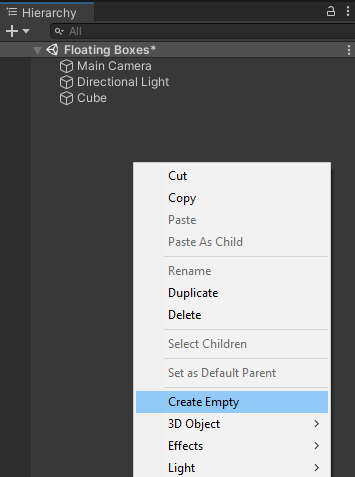 Hierarchy
All
Floating Boxes*
Main Camera
Directional Light
Cube
Cut
Copy
Paste
Paste As Child
Rename
Duplicate
Delete
Select Children
Set as Default Parent
Create Empty
3D Object
Effects
Light